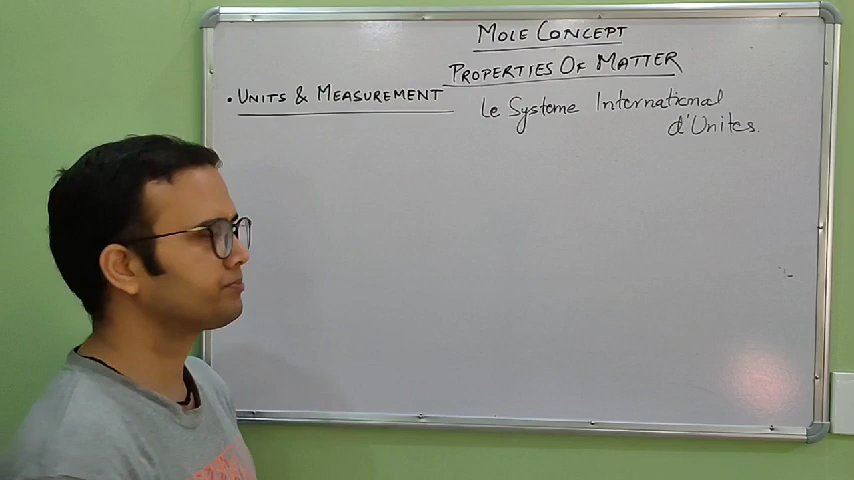 MOLE CONCEPT
PROPERTIES OF MATTER
• UNITS & MEASUREMENT
Le Systeme International
d'Unites.